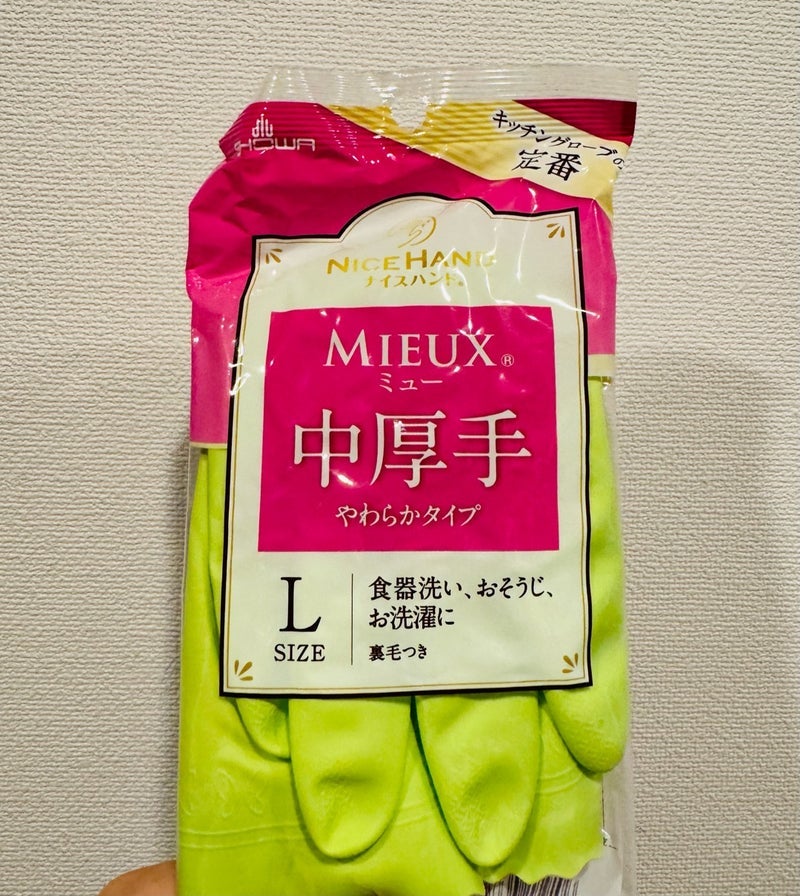 SHOWA
キッチングローブの
定番
NICE HAND
ナイスハンド®
MIEUX®
ミュー
中厚手
やわらかタイプ
L
SIZE
食器洗い、おそうじ、
お洗濯に
裏毛つき